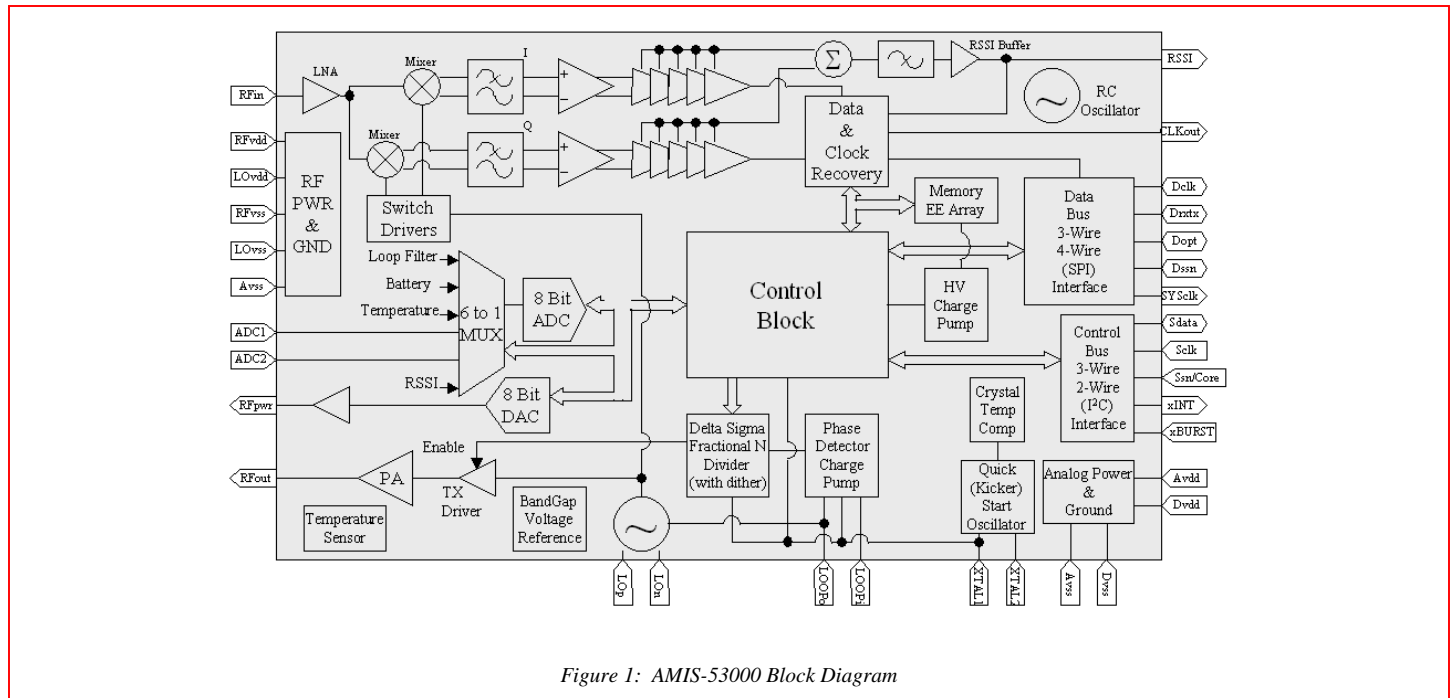 I
LNA
Mixer
RSSI Buffer
Σ
RSSI
RFin
RC
Oscillator
Data
&
Clock
Recovery
Q
Mixer
CLKout
RFvdd
LOvdd
RFvss
LOvss
Avss
RF
PWR
&
GND
Switch
Drivers
Memory
EE Array
Data
Bus
3-Wire
4-Wire
(SPI)
Interface
Dclk
Drxtx
Dopt
Dssn
SYSclk
Loop Filter
Battery
Temperature
6 to 1
MUX
8 Bit
ADC
Control
Block
HV
Charge
Pump
ADC1
ADC2
RSSI
8 Bit
DAC
RFpwr
Control
Bus
3-Wire
2-Wire
(I²C)
Interface
Sdata
Sclk
Ssn/Core
xINT
xBURST
Crystal
Temp
Comp
Enable
Delta Sigma
Fractional N
Divider
(with dither)
Phase
Detector
Charge
Pump
Quick
(Kicker)
Start
Oscillator
Analog Power
&
Ground
Avdd
Dvdd
RFout
PA
TX
Driver
Temperature
Sensor
BandGap
Voltage
Reference
LOp
LOn
LOOPo
LOOPi
XTAL1
XTAL2
Avss
Dvss
Figure 1: AMIS-53000 Block Diagram